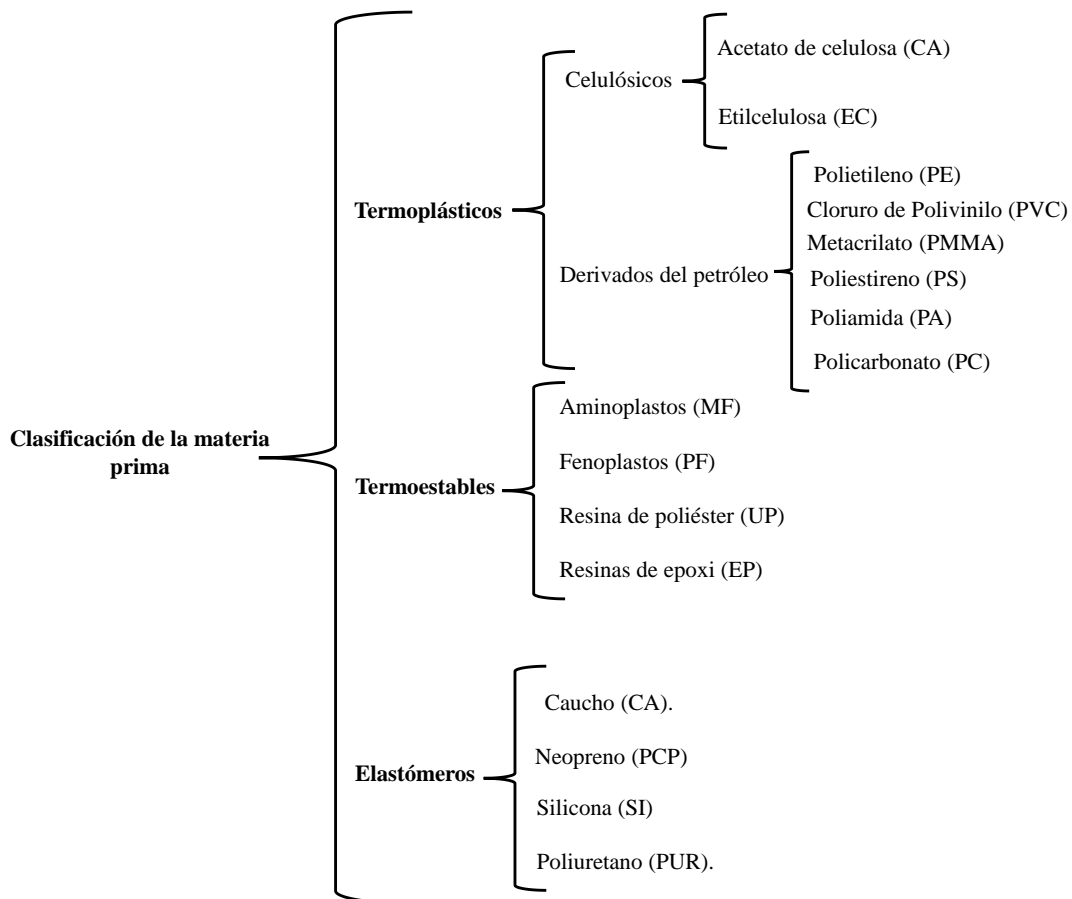 Clasificación de la materia
prima
Termoplásticos
Celulósicos
Acetato de celulosa (CA)
Etilcelulosa (EC)
Derivados del petróleo
Polietileno (PE)
Cloruro de Polivinilo (PVC)
Metacrilato (PMMA)
Poliestireno (PS)
Poliamida (PA)
Policarbonato (PC)
Termoestables
Aminoplastos (MF)
Fenoplastos (PF)
Resina de poliéster (UP)
Resinas de epoxi (EP)
Elastómeros
Caucho (CA).
Neopreno (PCP)
Silicona (SI)
Poliuretano (PUR).